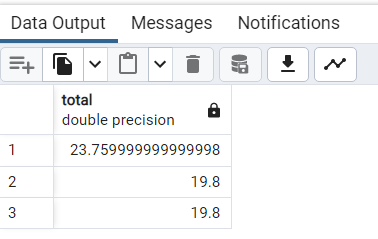 Data Output Messages Notifications
total
double precision
1 23.759999999999998
2 19.8
3 19.8